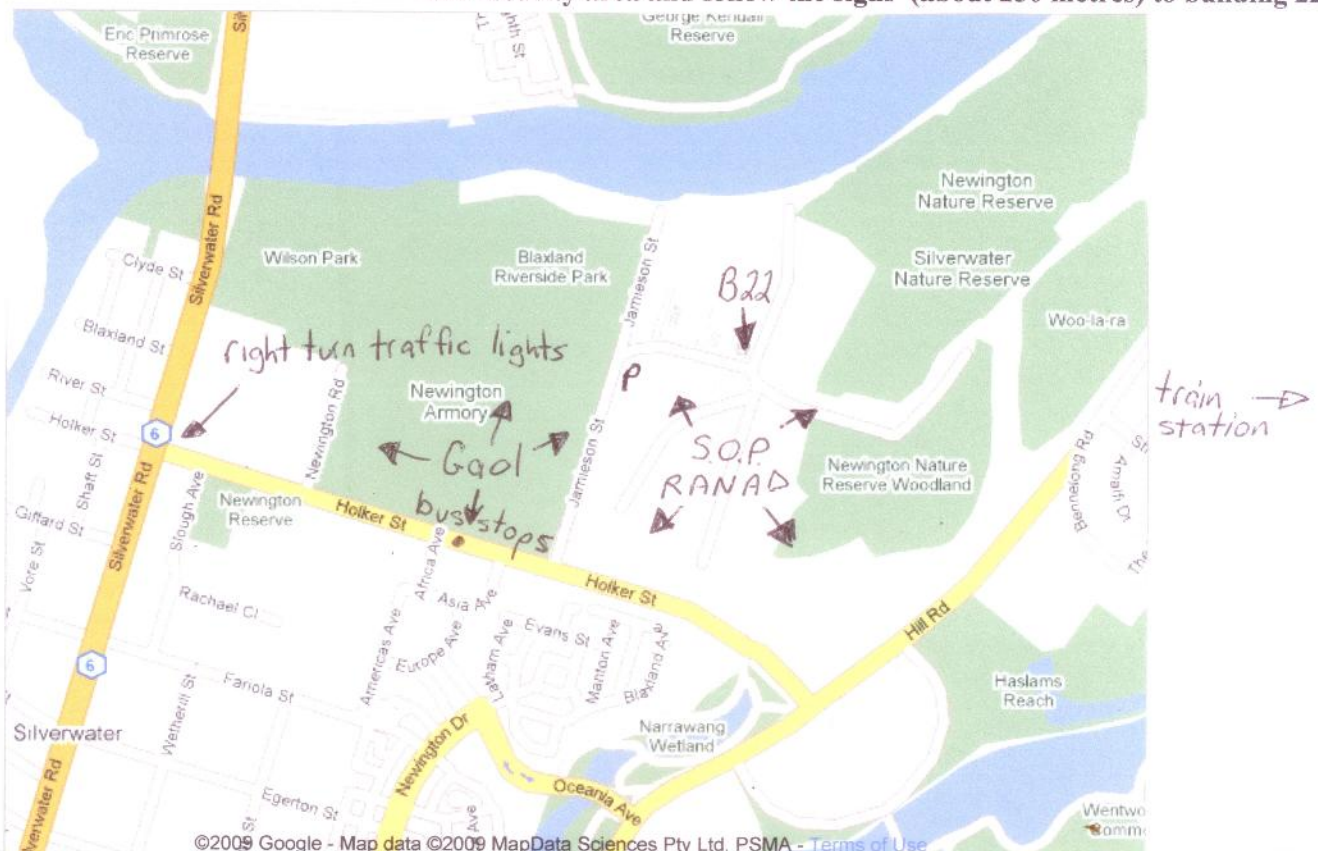 George Kendall
Reserve
Eric Primrose
Reserve
Silverwater Rd
Clyde St
Wilson Park
Blaxland
Riverside Park
Jamieson St
B22
Newington
Nature Reserve
Silverwater
Nature Reserve
Woo-la-ra
Blaxland St
right turn traffic lights
River St
Newington
Armory
P
train
station
Holker St
6
Shaft St
Silverwater Rd
Slough Ave
Newington Rd
Gaol
Jamieson St
S.O.P.
RANAD
Newington Nature
Reserve Woodland
Bennelong Rd
Amalfi Dr
Giffard St
Newington
Reserve
Holker St
bus stops
Vore St
Africa Ave
Holker St
Rachael Cl
Asia Ave
Evans St
Hill Rd
Americas Ave
Europe Ave
Layham Ave
Manton Ave
Blaxland Ave
6
Fariola St
Haslams
Reach
Silverwater
Wetherill St
Newington Dr
Narrawang
Wetland
Egerton St
Oceania Ave
©2009 Google - Map data ©2009 MapData Sciences Pty Ltd, PSMA - Terms of Use